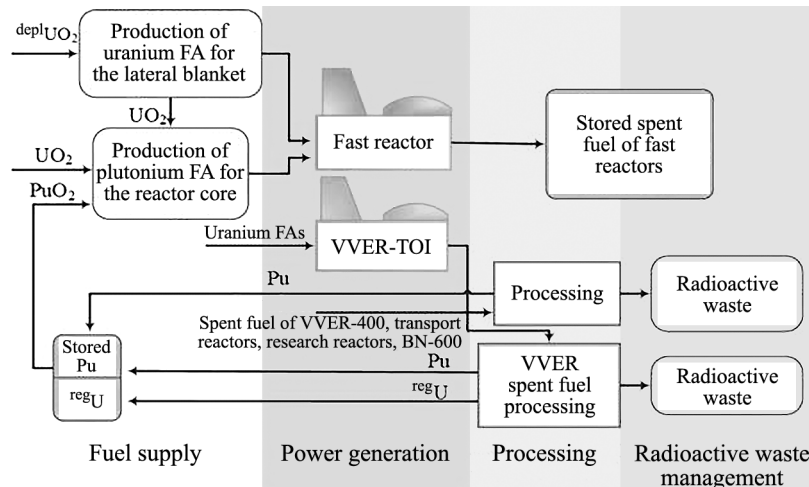 deplUO2
Production of
uranium FA for
the lateral blanket
UO2
UO2
Production of
plutonium FA for
the reactor core
PuO2
Fast reactor
Stored spent
fuel of fast
reactors
Uranium FAs
VVER-TOI
Pu
Processing
Radioactive
waste
Spent fuel of VVER-400, transport
reactors, research reactors, BN-600
Stored
Pu
regU
Pu
regU
VVER
spent fuel
processing
Radioactive
waste
Fuel supply
Power generation
Processing
Radioactive waste
management